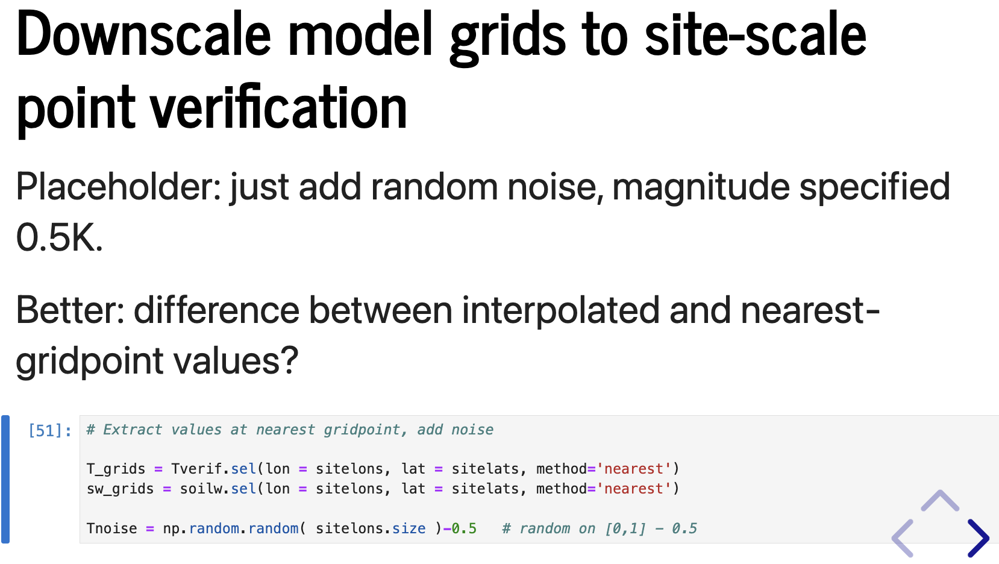 Downscale model grids to site-scale
point verification
Placeholder: just add random noise, magnitude specified
0.5K.
Better: difference between interpolated and nearest-
gridpoint values?
[51]: # Extract values at nearest gridpoint, add noise
T_grids = Tverif.sel(lon = sitelons, lat = sitelats, method='nearest')
sw_grids = soilw.sel(lon = sitelons, lat = sitelats, method='nearest')
Tnoise = np.random.random( sitelons.size )-0.5   # random on [0,1] - 0.5